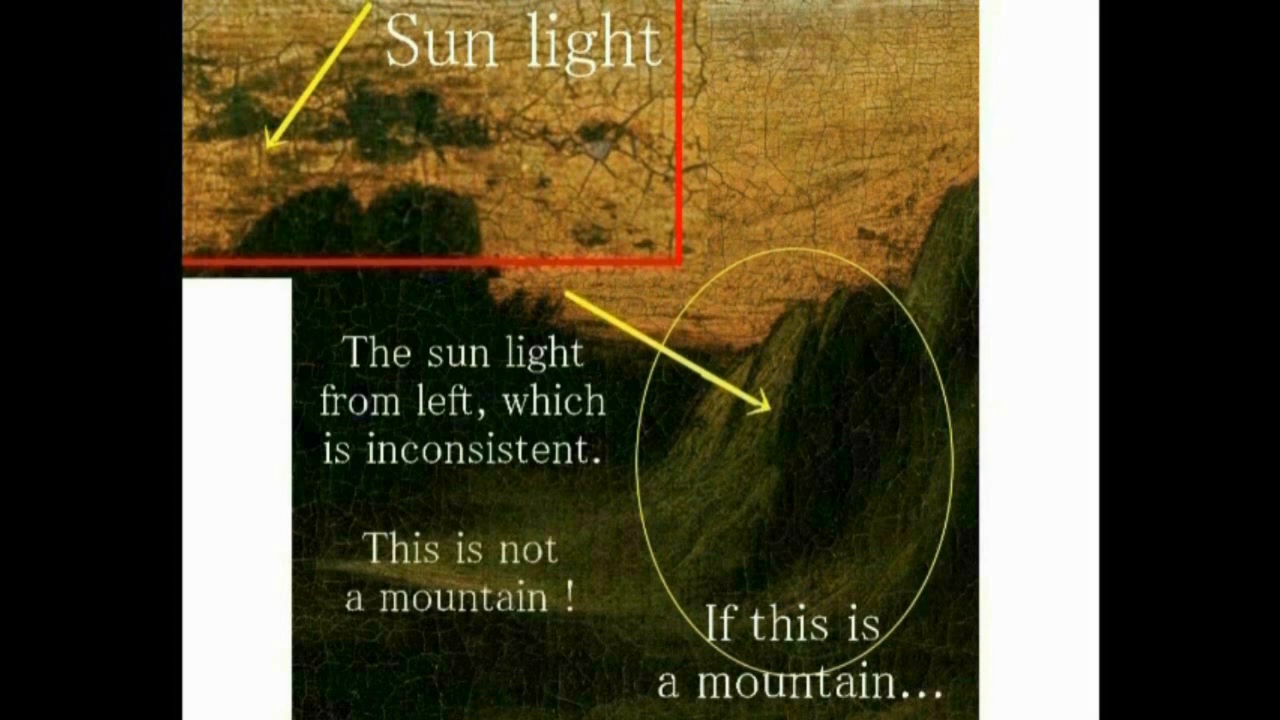 Sun light
The sun light
from left, which
is inconsistent.
This is not
a mountain !
If this is
a mountain...